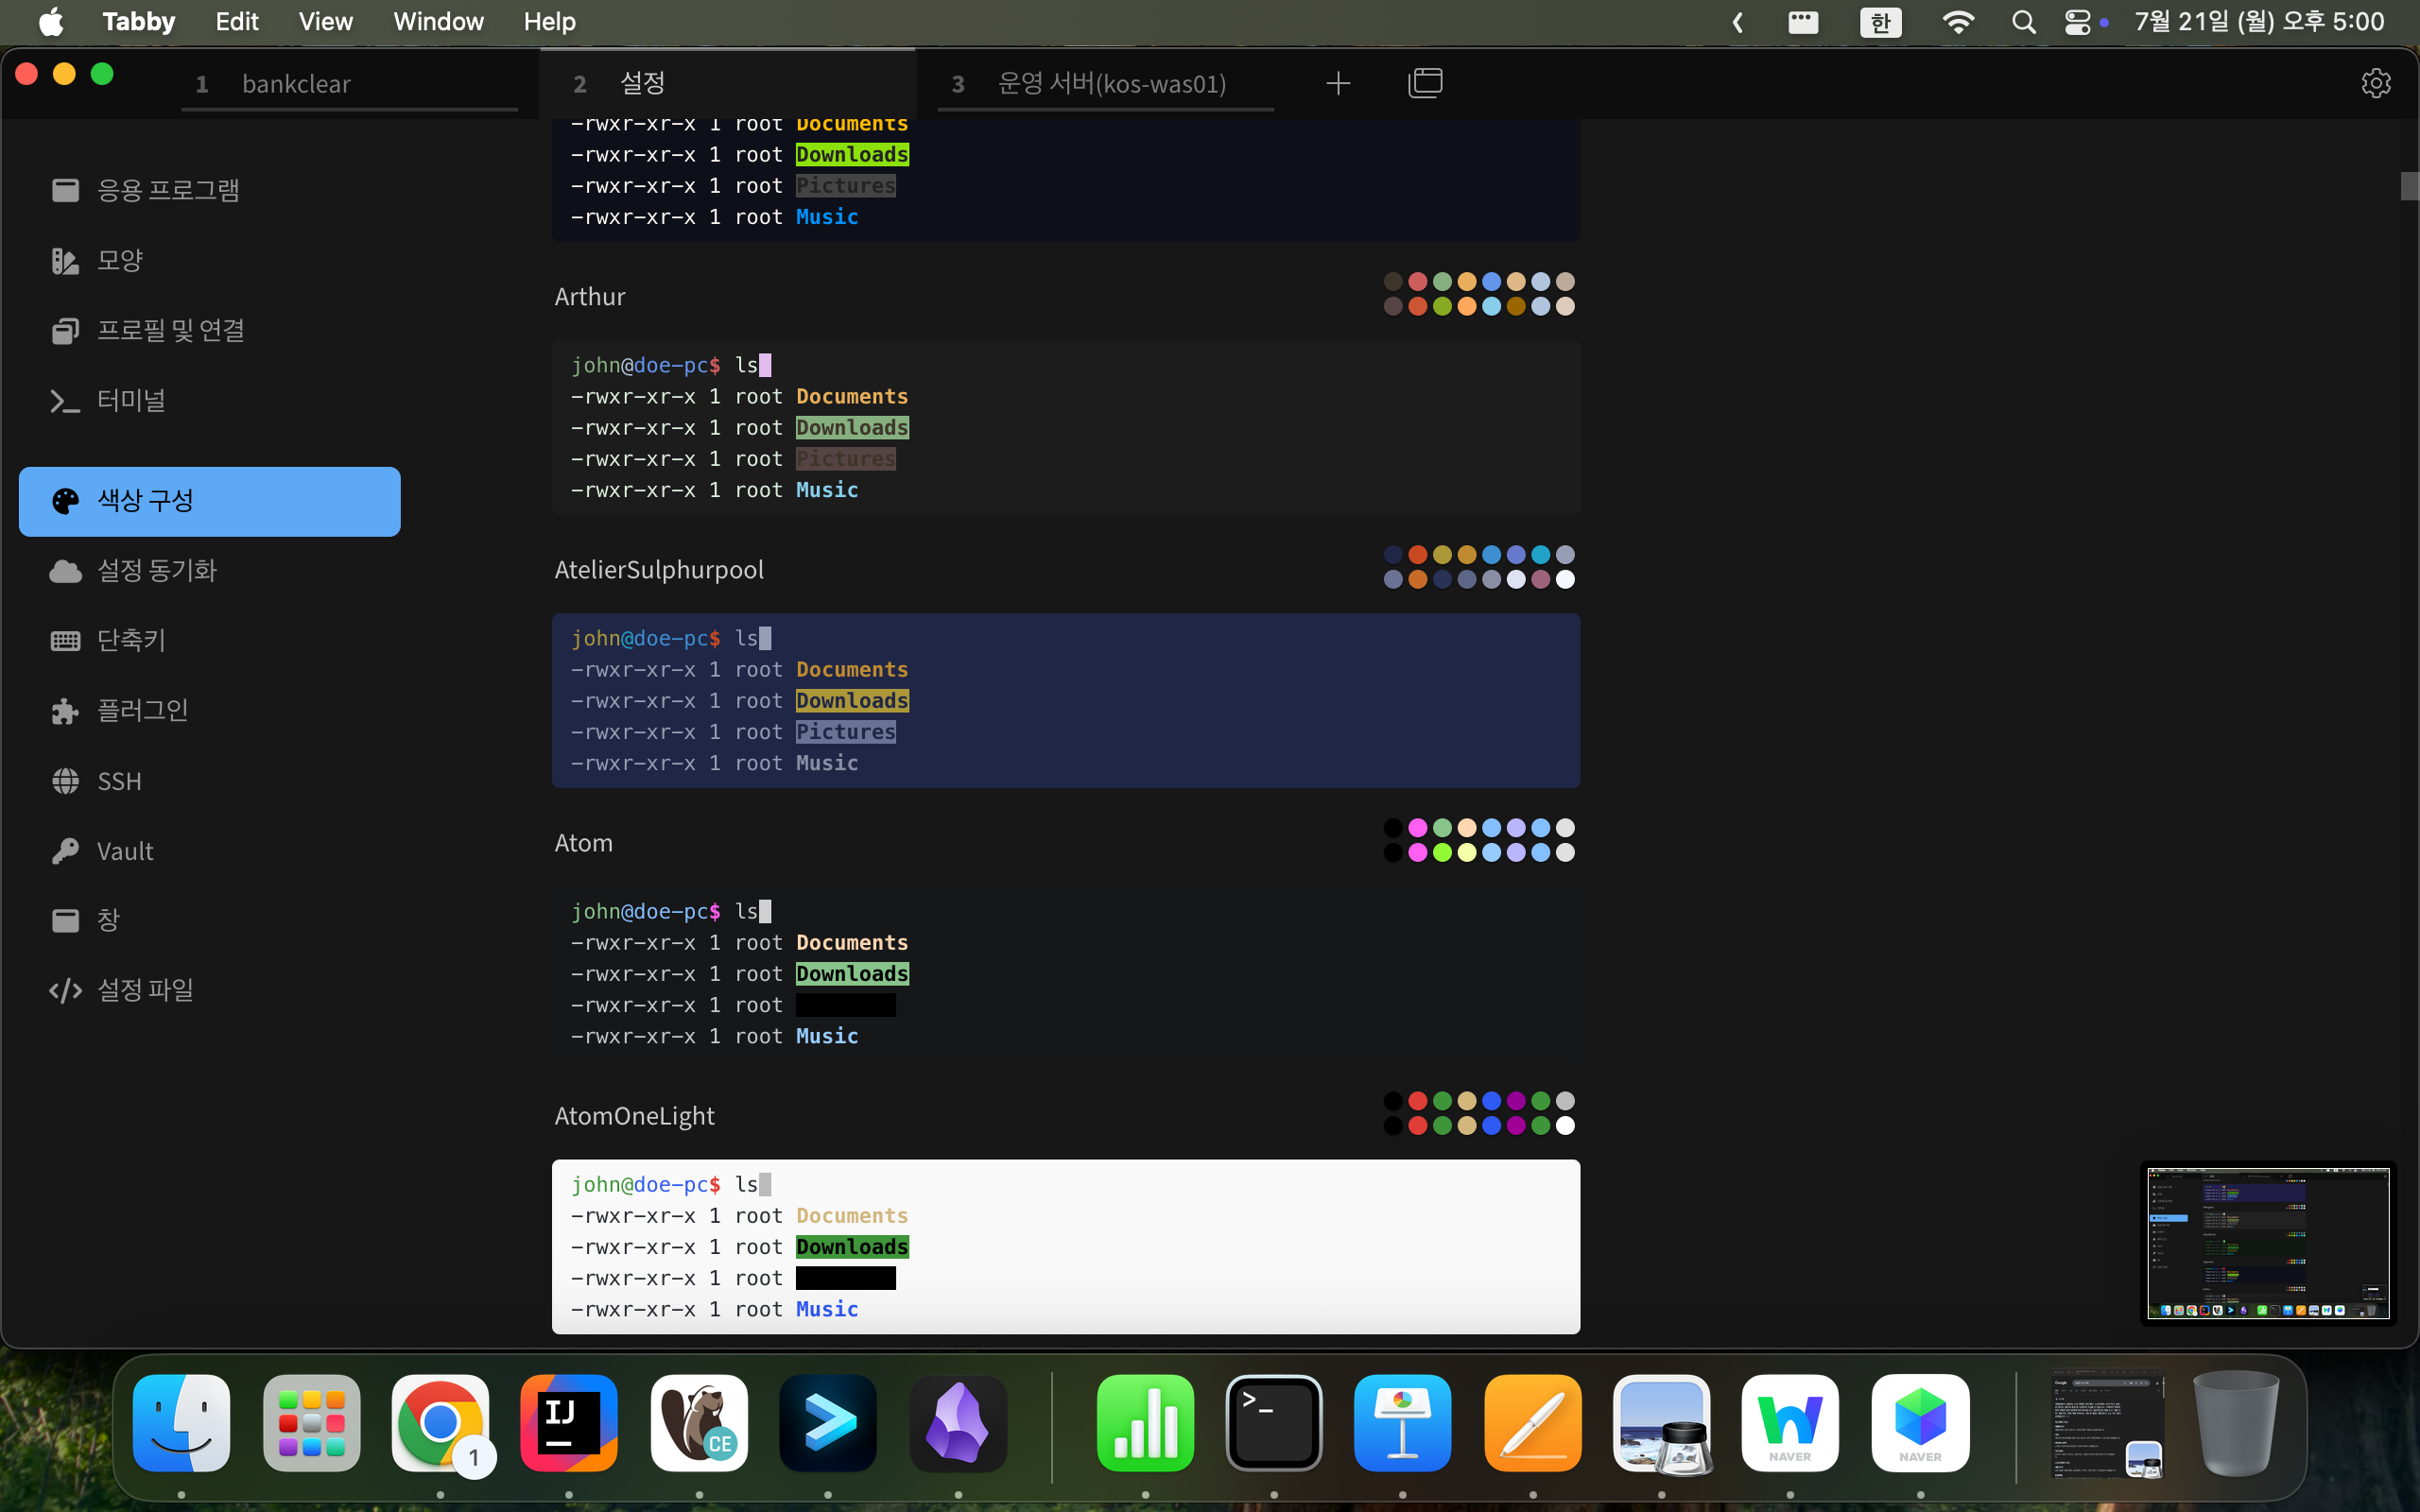 Tabby Edit View Window Help 한 7월 21일 (월) 오후 5:00
1 bankclear 2 설정 3 운영 서버(kos-was01)
응용 프로그램
모양
프로필 및 연결
터미널
색상 구성
설정 동기화
단축키
플러그인
SSH
Vault
창
설정 파일
-rwxr-xr-x 1 root Documents
-rwxr-xr-x 1 root Downloads
-rwxr-xr-x 1 root Pictures
-rwxr-xr-x 1 root Music
Arthur
john@doe-pc$ ls
-rwxr-xr-x 1 root Documents
-rwxr-xr-x 1 root Downloads
-rwxr-xr-x 1 root Pictures
-rwxr-xr-x 1 root Music
AtelierSulphurpool
john@doe-pc$ ls
-rwxr-xr-x 1 root Documents
-rwxr-xr-x 1 root Downloads
-rwxr-xr-x 1 root Pictures
-rwxr-xr-x 1 root Music
Atom
john@doe-pc$ ls
-rwxr-xr-x 1 root Documents
-rwxr-xr-x 1 root Downloads
-rwxr-xr-x 1 root
-rwxr-xr-x 1 root Music
AtomOneLight
john@doe-pc$ ls
-rwxr-xr-x 1 root Documents
-rwxr-xr-x 1 root Downloads
-rwxr-xr-x 1 root
-rwxr-xr-x 1 root Music
1 IJ CE >_ NAVER NAVER